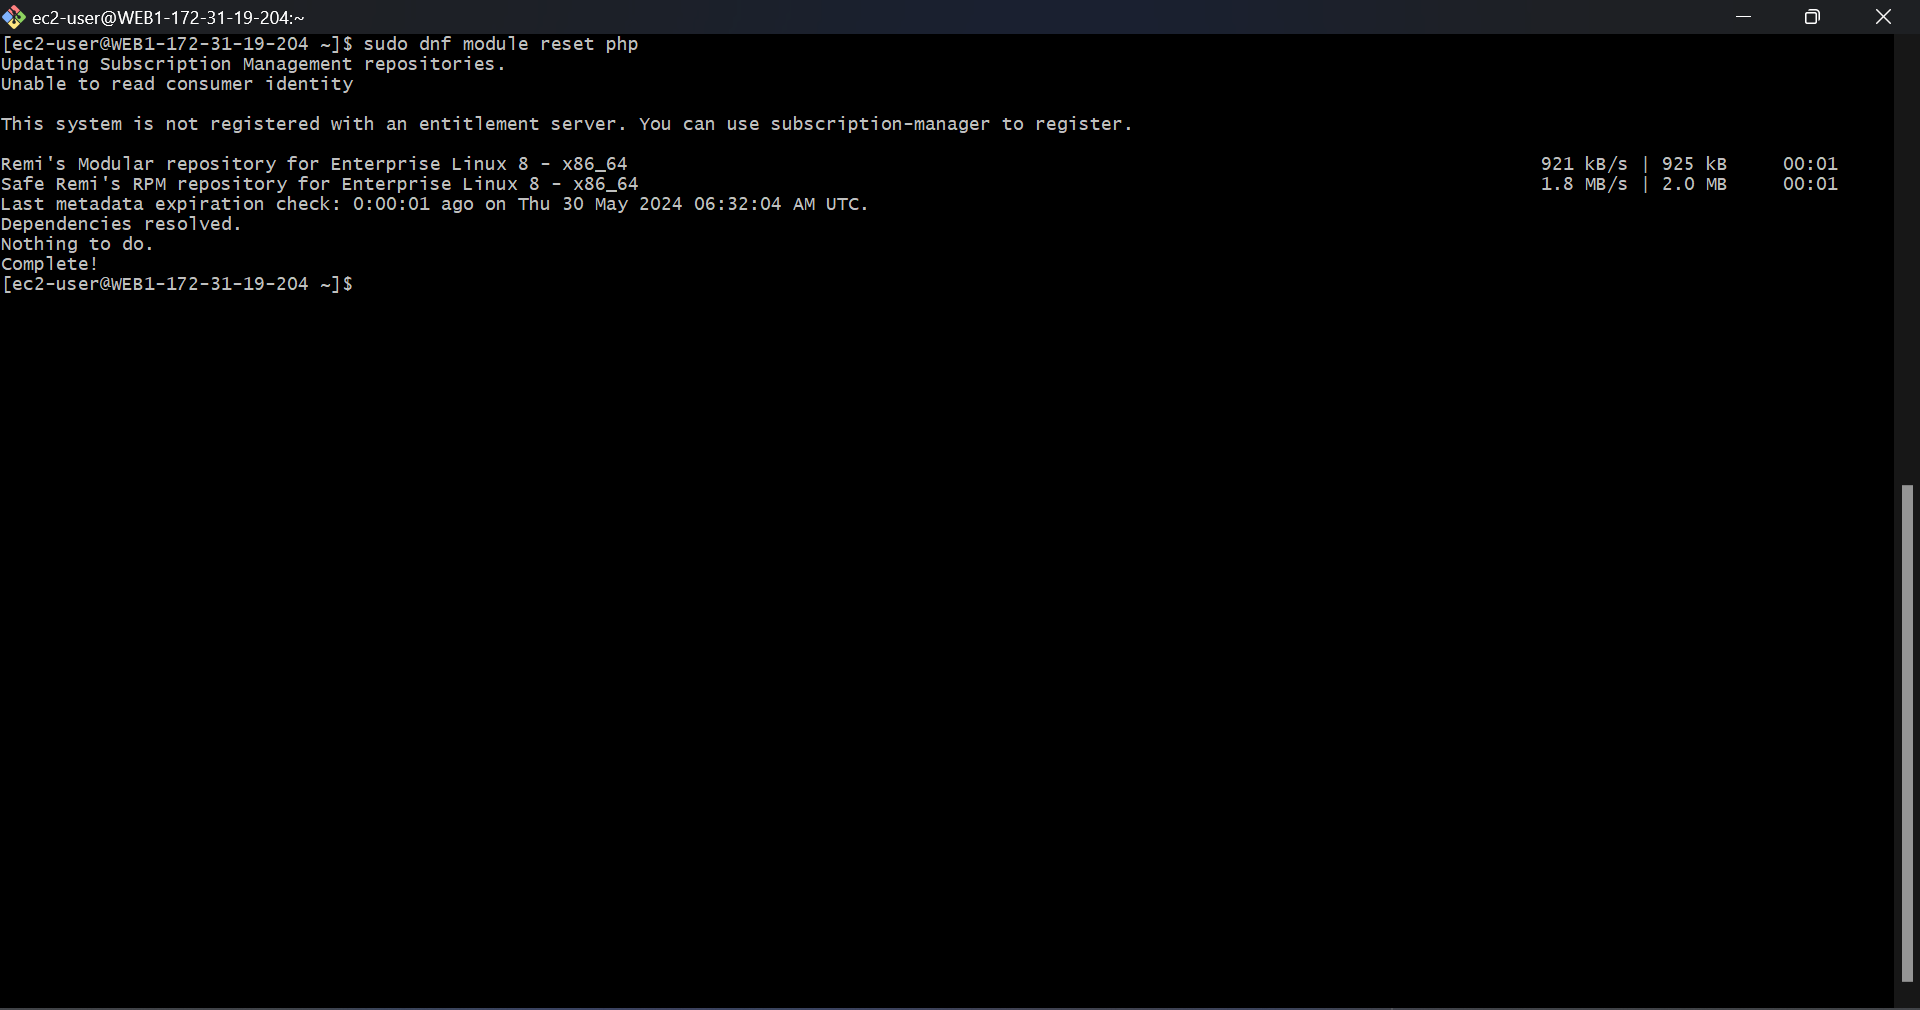 ec2-user@WEB1-172-31-19-204:~
[ec2-user@WEB1-172-31-19-204 ~]$ sudo dnf module reset php
Updating Subscription Management repositories.
Unable to read consumer identity
This system is not registered with an entitlement server. You can use subscription-manager to register.
Remi's Modular repository for Enterprise Linux 8 - x86_64 921 kB/s | 925 kB 00:01
Safe Remi's RPM repository for Enterprise Linux 8 - x86_64 1.8 MB/s | 2.0 MB 00:01
Last metadata expiration check: 0:00:01 ago on Thu 30 May 2024 06:32:04 AM UTC.
Dependencies resolved.
Nothing to do.
Complete!
[ec2-user@WEB1-172-31-19-204 ~]$